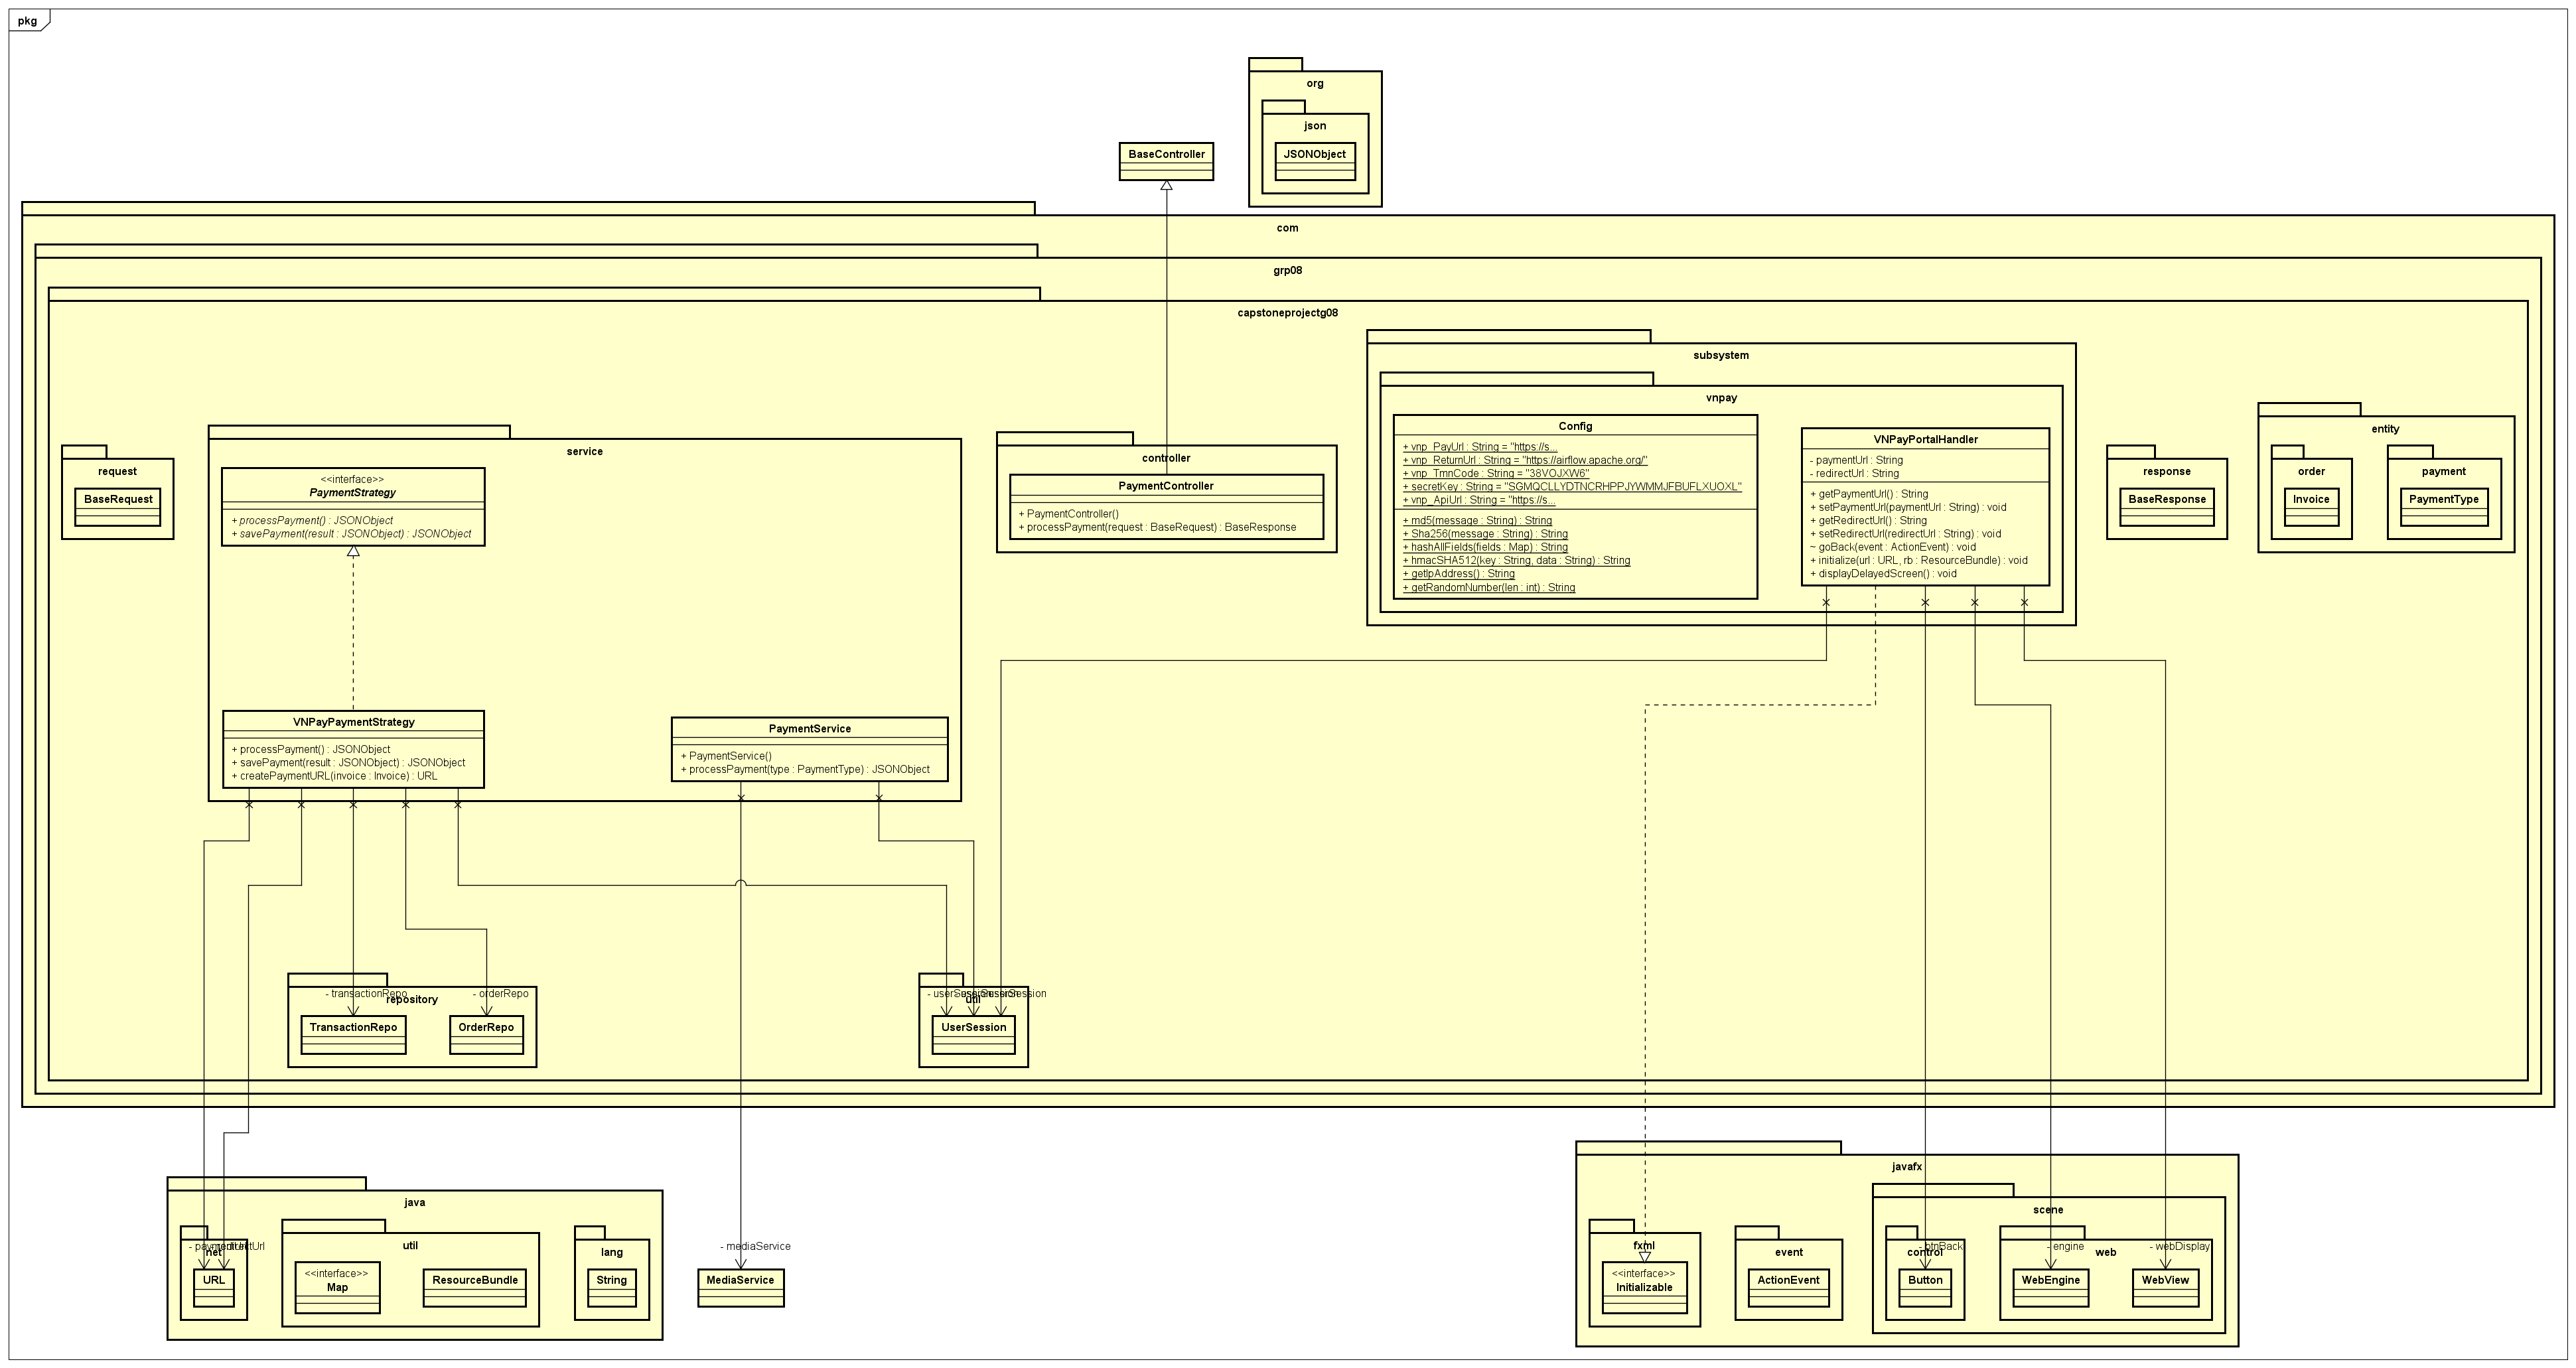 pkg
org
json
JSONObject
BaseController
com
grp08
capstoneprojectg08
subsystem
vnpay
Config
+ vnp_PayUrl : String = "https://s...
+ vnp_ReturnUrl : String = "https://airflow.apache.org/"
+ vnp_TmnCode : String = "38VOJXW6"
+ secretKey : String = "SGMQCLLYDTNCRHPPJYWMMJFBUFLXUOXL"
+ vnp_ApiUrl : String = "https://s...
+ md5(message : String) : String
+ Sha256(message : String) : String
+ hashAllFields(fields : Map) : String
+ hmacSHA512(key : String, data : String) : String
+ getIpAddress() : String
+ getRandomNumber(len : int) : String
VNPayPortalHandler
- paymentUrl : String
- redirectUrl : String
+ getPaymentUrl() : String
+ setPaymentUrl(paymentUrl : String) : void
+ getRedirectUrl() : String
+ setRedirectUrl(redirectUrl : String) : void
~ goBack(event : ActionEvent) : void
+ initialize(url : URL, rb : ResourceBundle) : void
+ displayDelayedScreen() : void
request
BaseRequest
service
<<interface>>
PaymentStrategy
+ processPayment() : JSONObject
+ savePayment(result : JSONObject) : JSONObject
controller
PaymentController
+ PaymentController()
+ processPayment(request : BaseRequest) : BaseResponse
response
BaseResponse
entity
order
Invoice
payment
PaymentType
VNPayPaymentStrategy
+ processPayment() : JSONObject
+ savePayment(result : JSONObject) : JSONObject
+ createPaymentURL(invoice : Invoice) : URL
PaymentService
+ PaymentService()
+ processPayment(type : PaymentType) : JSONObject
- transactionRepo
- orderRepo
repository
TransactionRepo
OrderRepo
util
UserSession
java
net
URL
util
<<interface>>
Map
ResourceBundle
lang
String
- mediaService
MediaService
javafx
fxml
<<interface>>
Initializable
event
ActionEvent
scene
control
- btnBack
Button
web
- engine
- webDisplay
WebEngine
WebView